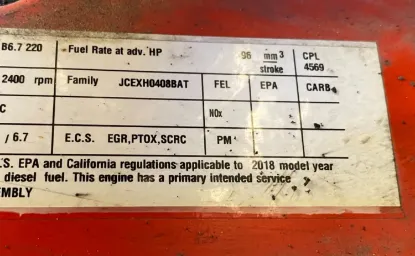 B6.7 220 Fuel Rate at adv. HP 96 mm3 stroke CPL 4569
2400 rpm Family JCEXH0408BAT FEL EPA CARB
C NOx
/ 6.7 E.C.S. EGR,PTOX,SCRC PM
.S. EPA and California regulations applicable to 2018 model year
diesel fuel. This engine has a primary intended service
EMBLY